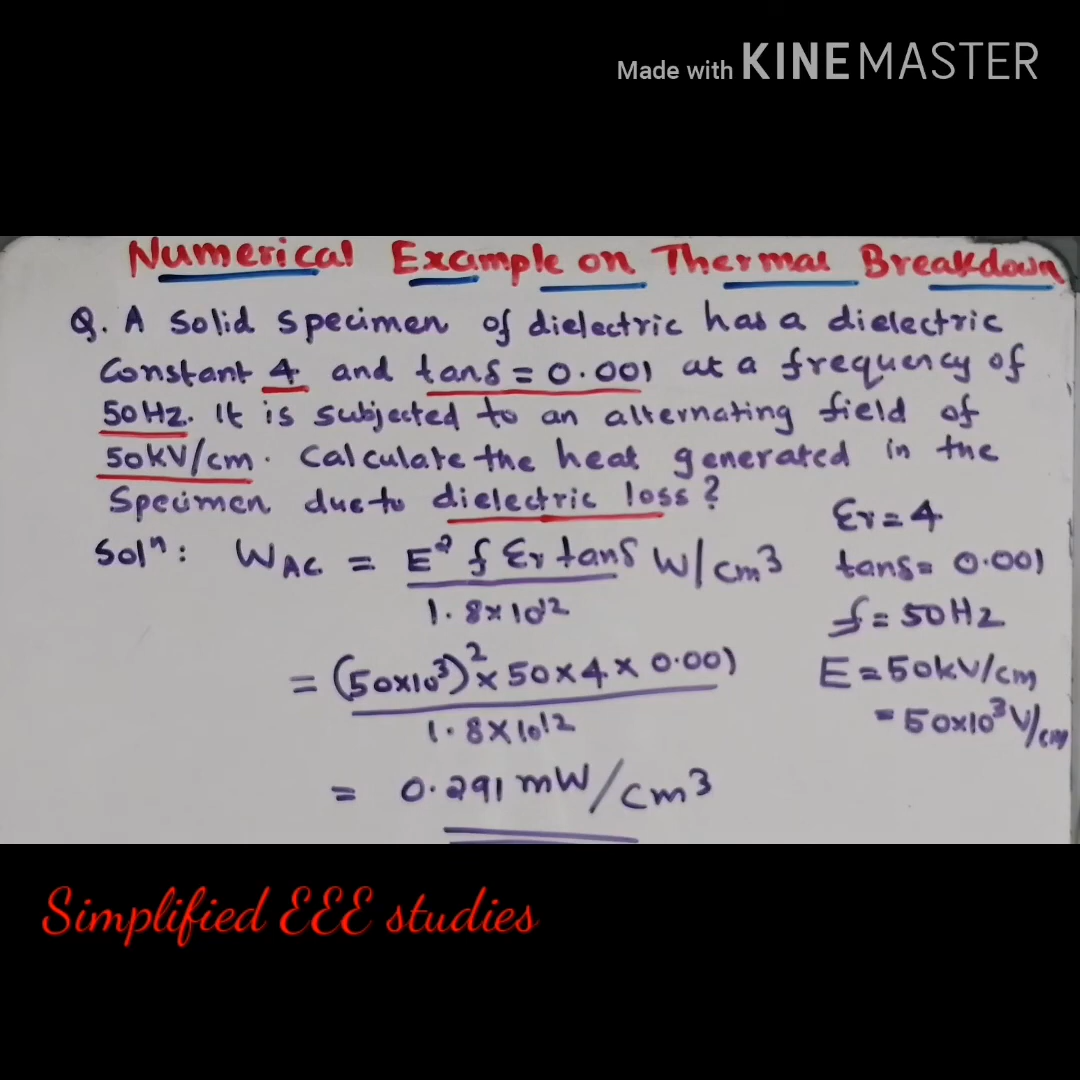 Made with KINEMASTER
Numerical Example on Thermal Breakdown
Q. A Solid specimen of dielectric has a dielectric
Constant 4 and tanδ = 0.001 at a frequency of
50Hz. It is subjected to an alternating field of
50kV/cm. Calculate the heat generated in the
Specimen due to dielectric loss?
Solⁿ: W_AC = E² f Ɛr tanδ W/cm³
1.8×10¹²
= (50×10³)² × 50×4× 0.001
1.8×10¹²
= 0.291 mW/cm³
Ɛr = 4
tanδ = 0.001
f = 50Hz
E = 50kV/cm
= 50×10³ V/cm
Simplified EEE studies